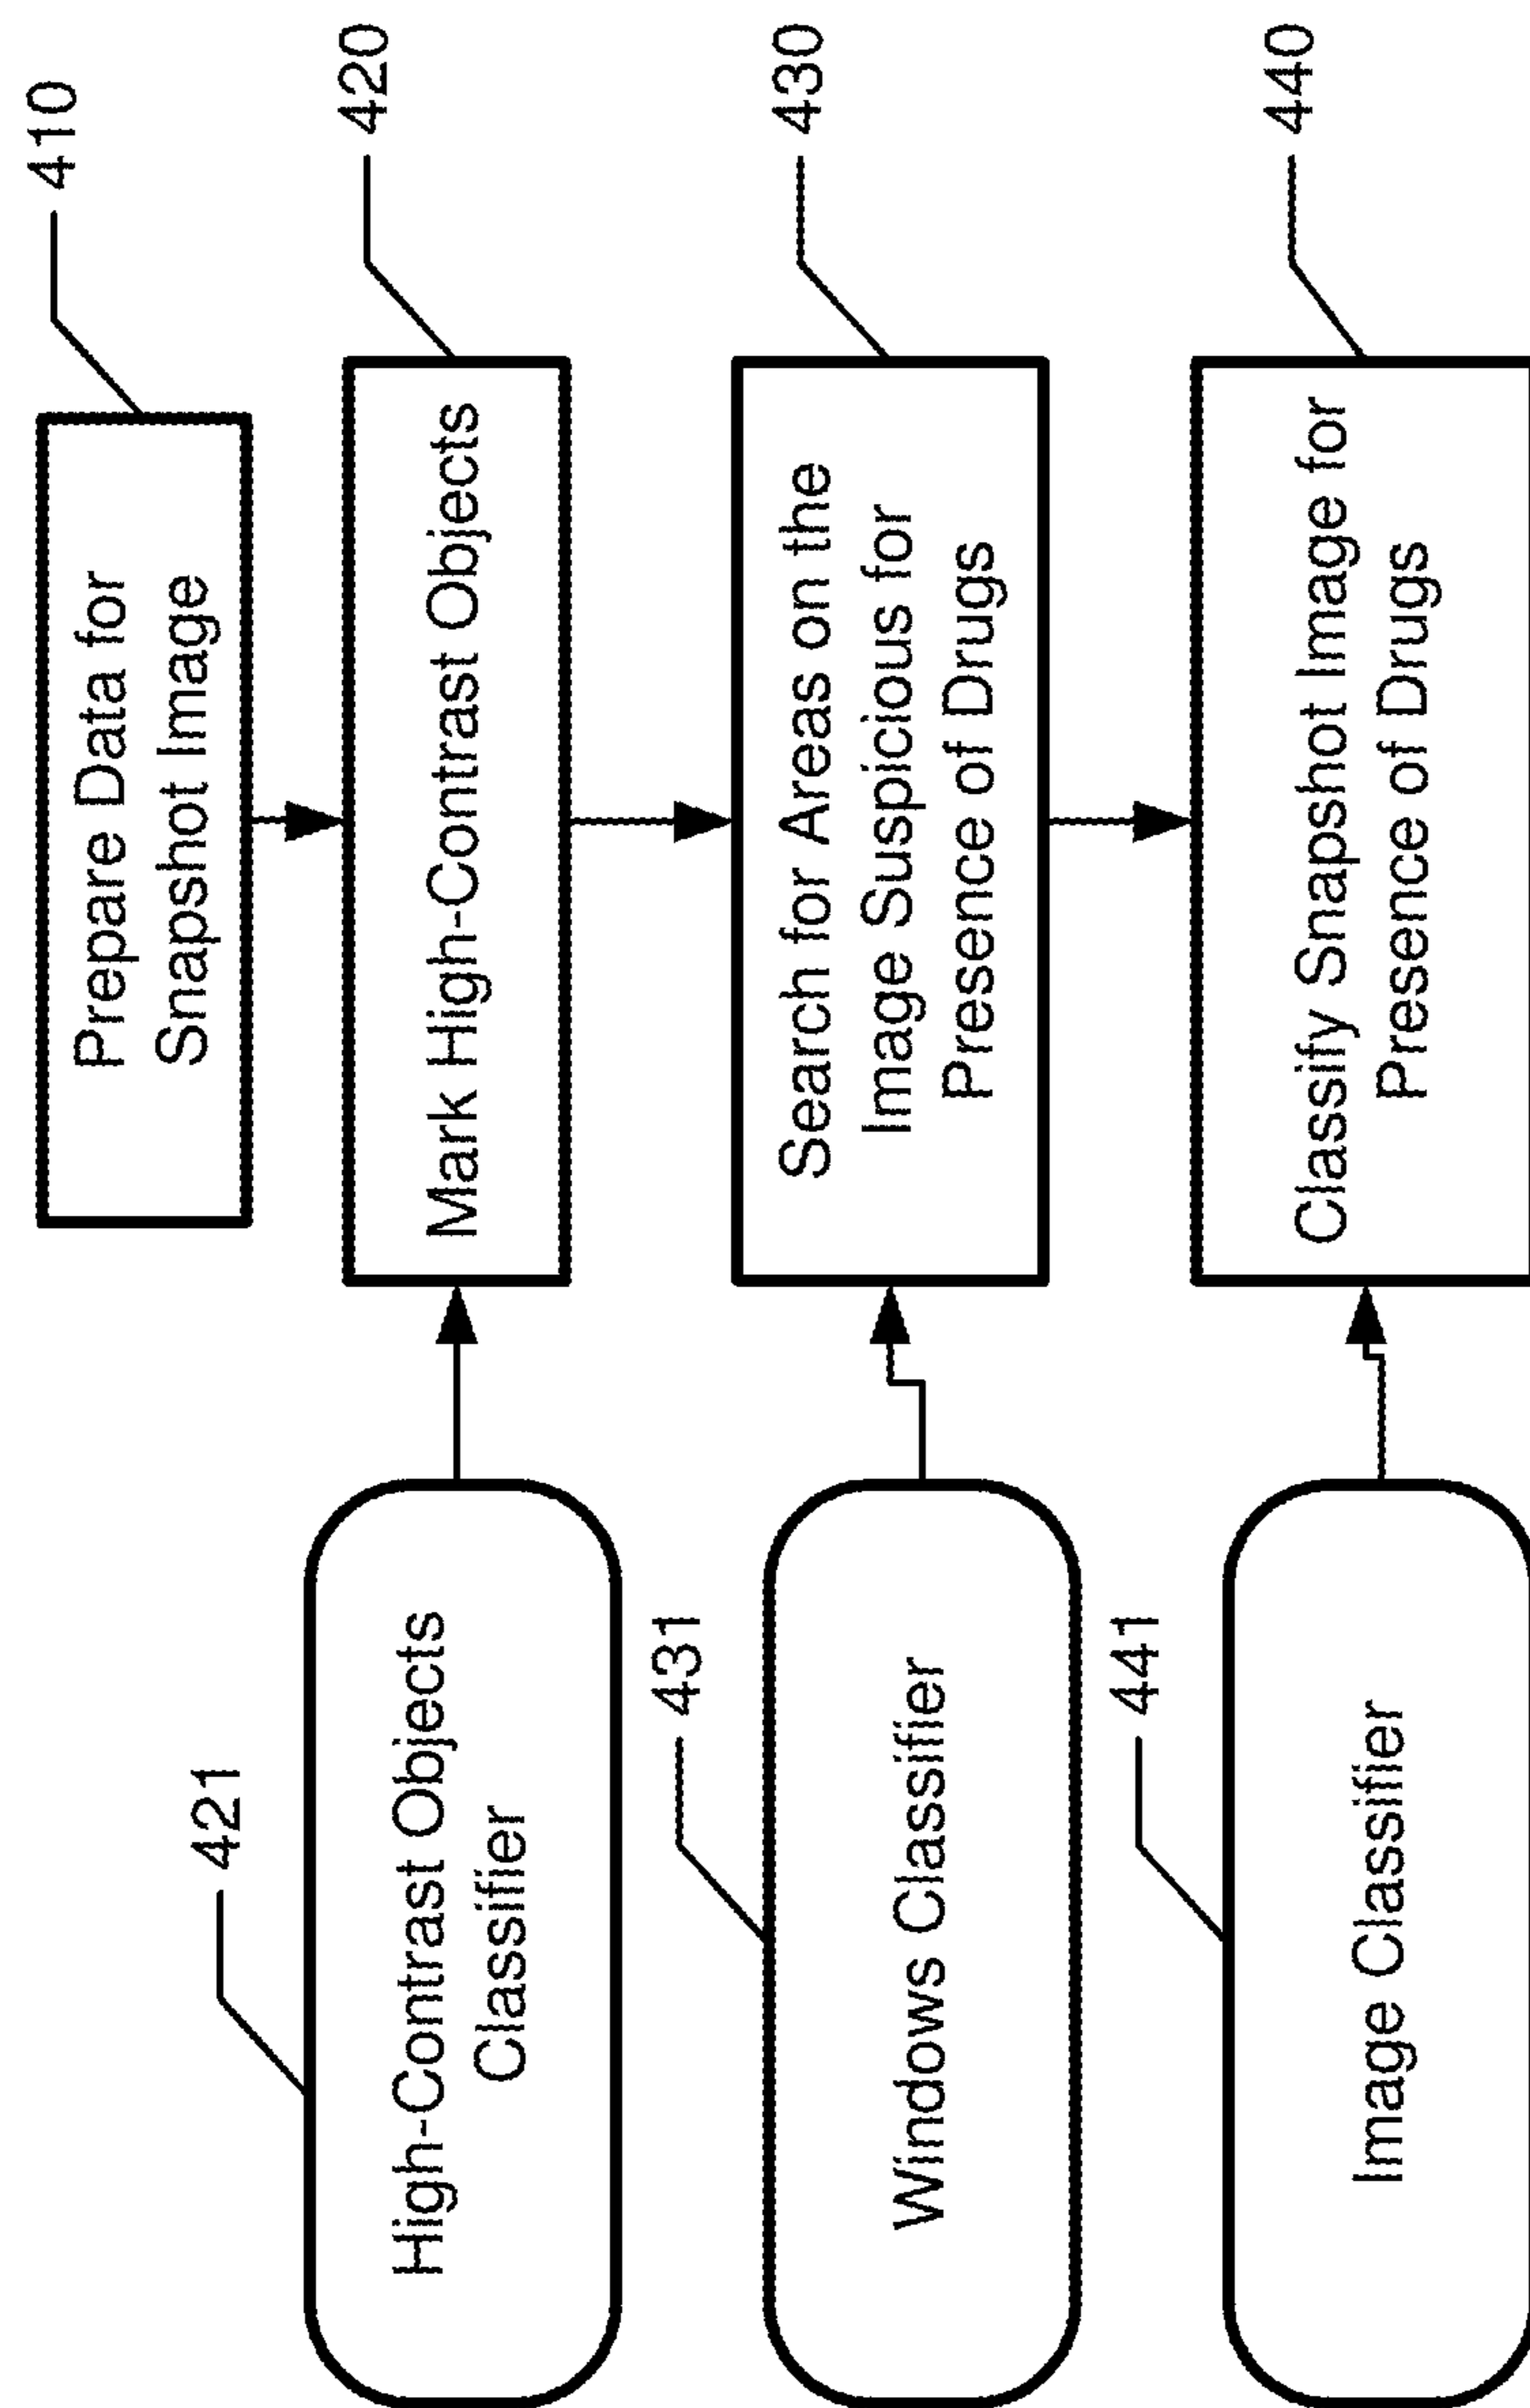 410
Prepare Data for
Snapshot Image
420
Mark High-Contrast Objects
421
High-Contrast Objects
Classifier
430
Search for Areas on the
Image Suspicious for
Presence of Drugs
431
Windows Classifier
440
Classify Snapshot Image for
Presence of Drugs
441
Image Classifier